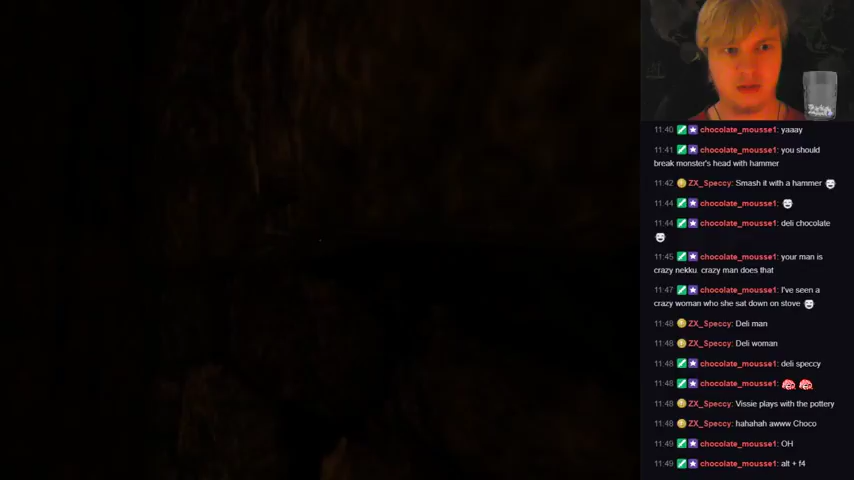 11:40 chocolate_mousse1: yaaay
11:41 chocolate_mousse1: you should
break monster's head with hammer
11:42 ZX_Speccy: Smash it with a hammer
11:44 chocolate_mousse1:
11:44 chocolate_mousse1: deli chocolate
11:45 chocolate_mousse1: your man is
crazy nekku. crazy man does that
11:47 chocolate_mousse1: I've seen a
crazy woman who she sat down on stove
11:48 ZX_Speccy: Deli man
11:48 ZX_Speccy: Deli woman
11:48 chocolate_mousse1: deli speccy
11:48 chocolate_mousse1:
11:48 ZX_Speccy: Vissie plays with the pottery
11:48 ZX_Speccy: hahahah awww Choco
11:49 chocolate_mousse1: OH
11:49 chocolate_mousse1: alt + f4